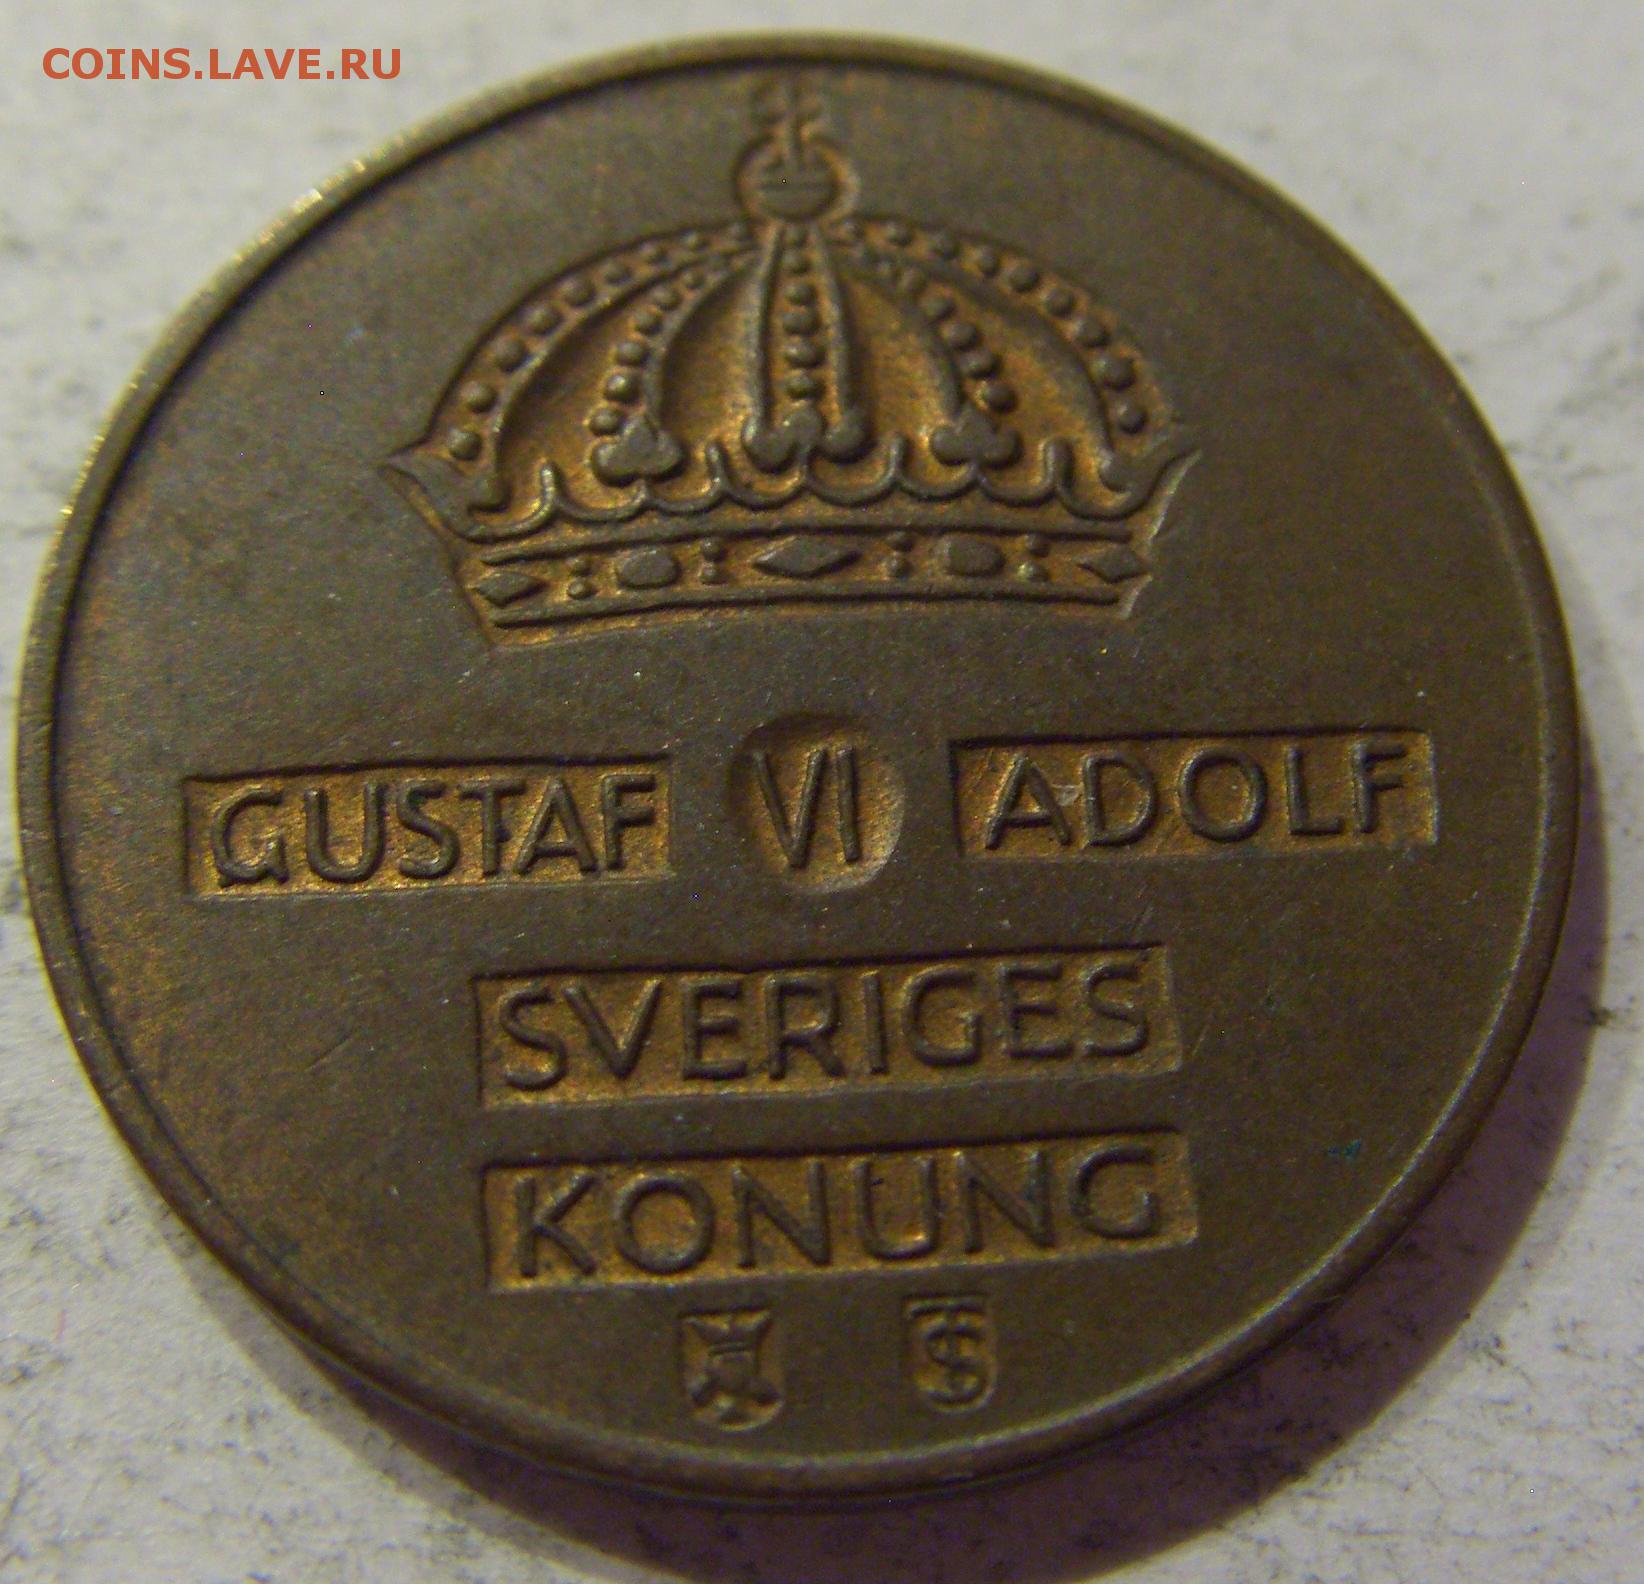 COINS.LAVE.RU
GUSTAF VI ADOLF
SVERIGES
KONUNG
TS